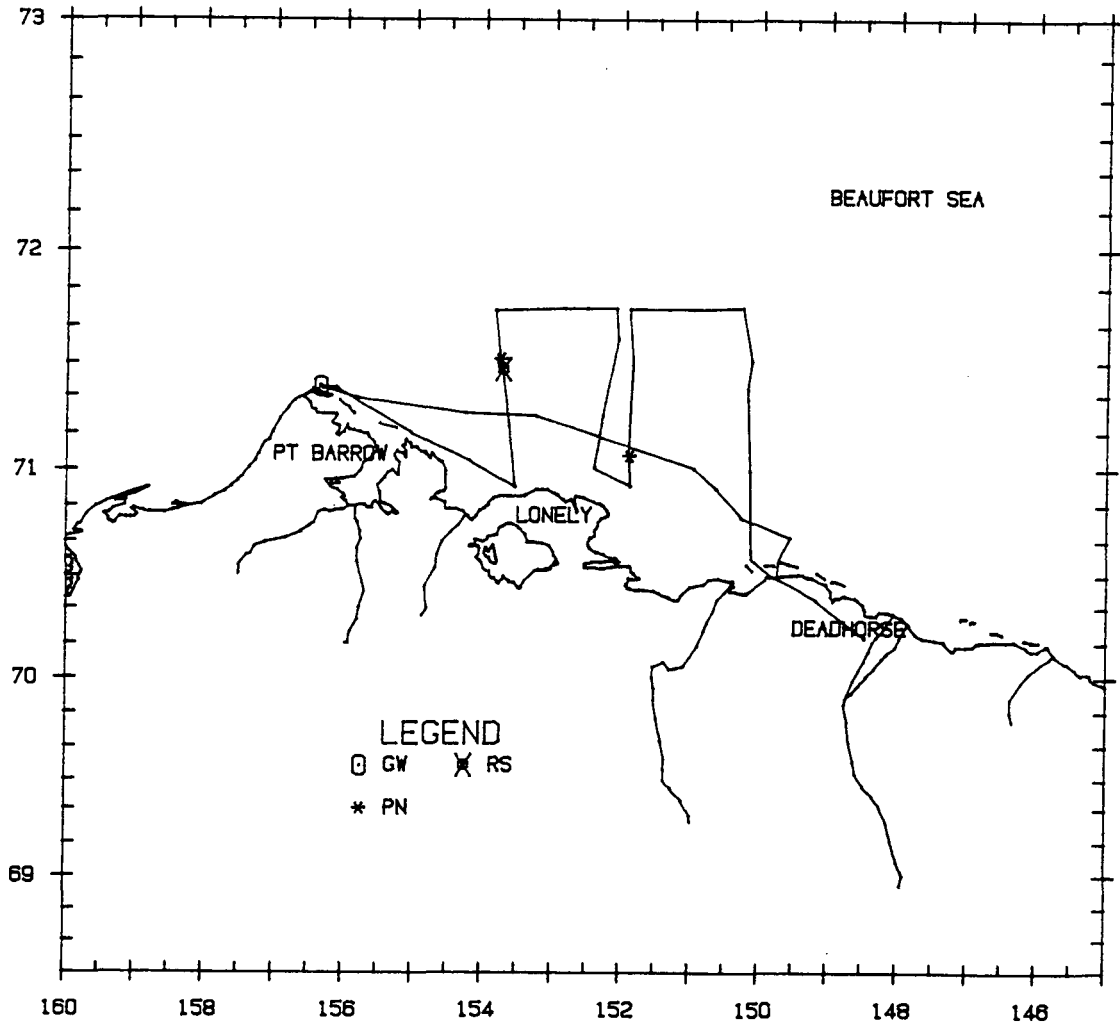 73
BEAUFORT SEA
72
71
PT BARROW
LONELY
DEADHORSE
70
LEGEND
GW RS
PN
69
160 158 156 154 152 150 148 146